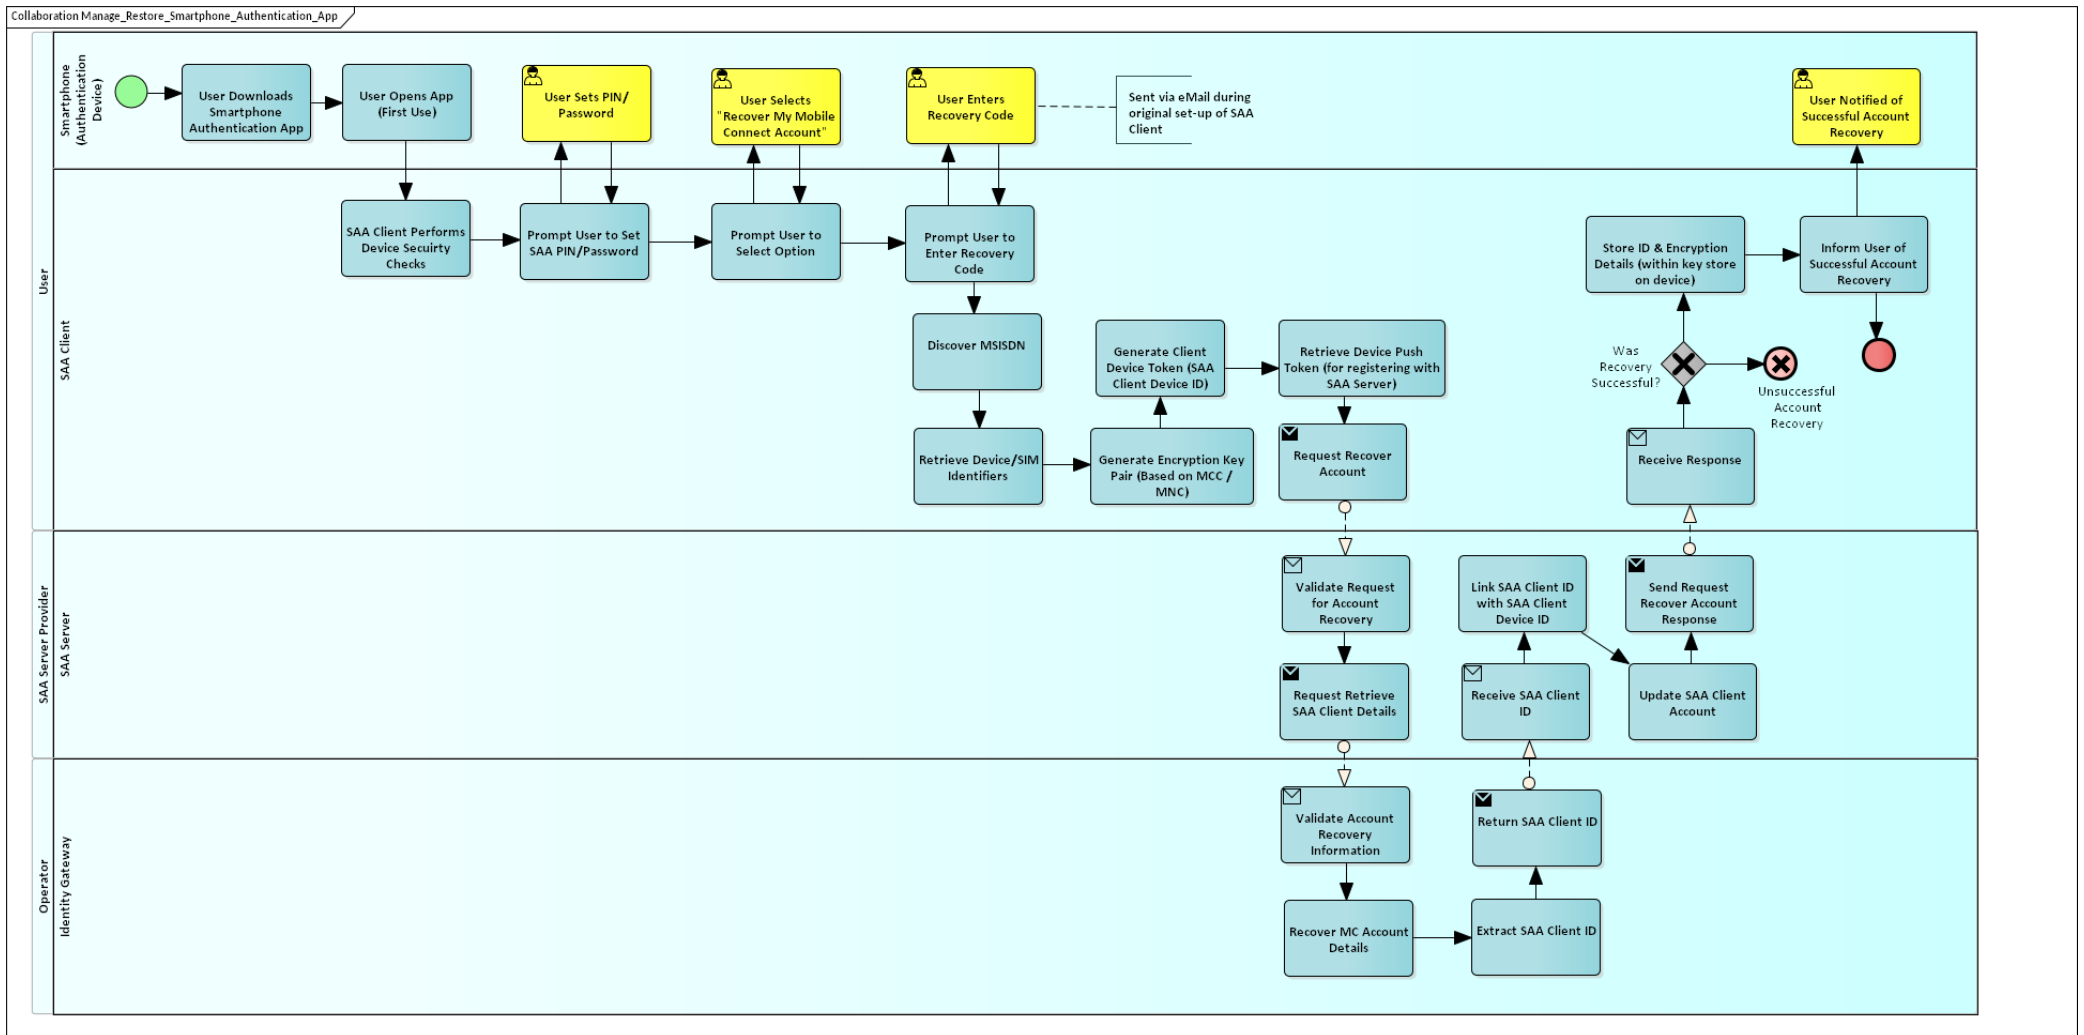 Collaboration Manage_Restore_Smartphone_Authentication_App
Smartphone
(Authentication
Device)
User Downloads
Smartphone
Authentication App
User Opens App
(First Use)
User Sets PIN/
Password
User Selects
"Recover My Mobile
Connect Account"
User Enters
Recovery Code
Sent via eMail during
original set-up of SAA
Client
User Notified of
Successful Account
Recovery
User
SAA Client
SAA Client Performs
Device Secuirty
Checks
Prompt User to Set
SAA PIN/Password
Prompt User to
Select Option
Prompt User to
Enter Recovery
Code
Discover MSISDN
Retrieve Device/SIM
Identifiers
Generate Encryption Key
Pair (Based on MCC /
MNC)
Generate Client
Device Token (SAA
Client Device ID)
Retrieve Device Push
Token (for registering with
SAA Server)
Request Recover
Account
Receive Response
Was
Recovery
Successful?
Unsuccessful
Account
Recovery
Store ID & Encryption
Details (within key store
on device)
Inform User of
Successful Account
Recovery
SAA Server Provider
SAA Server
Validate Request
for Account
Recovery
Request Retrieve
SAA Client Details
Link SAA Client ID
with SAA Client
Device ID
Receive SAA Client
ID
Send Request
Recover Account
Response
Update SAA Client
Account
Operator
Identity Gateway
Validate Account
Recovery
Information
Recover MC Account
Details
Return SAA Client ID
Extract SAA Client ID